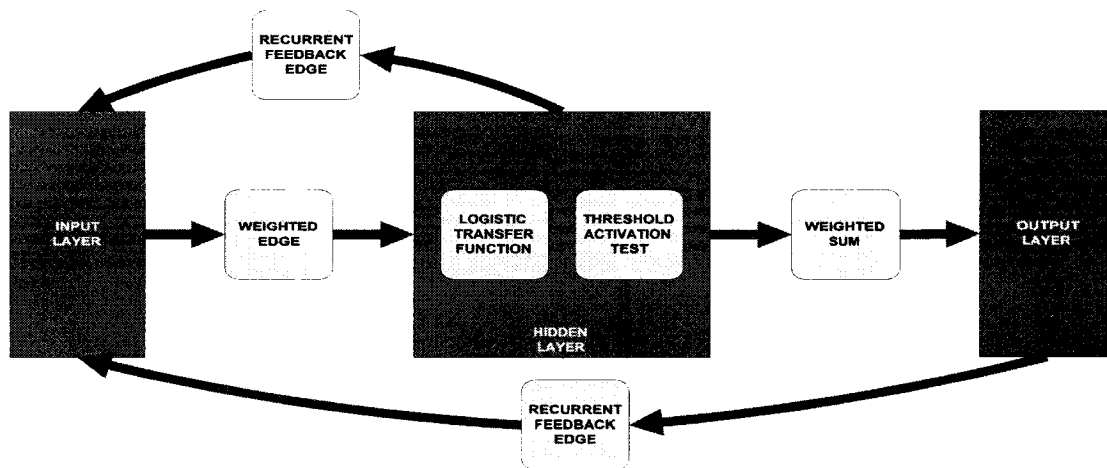 RECURRENT
FEEDBACK
EDGE
INPUT
LAYER
WEIGHTED
EDGE
LOGISTIC
TRANSFER
FUNCTION
THRESHOLD
ACTIVATION
TEST
HIDDEN
LAYER
WEIGHTED
SUM
OUTPUT
LAYER
RECURRENT
FEEDBACK
EDGE